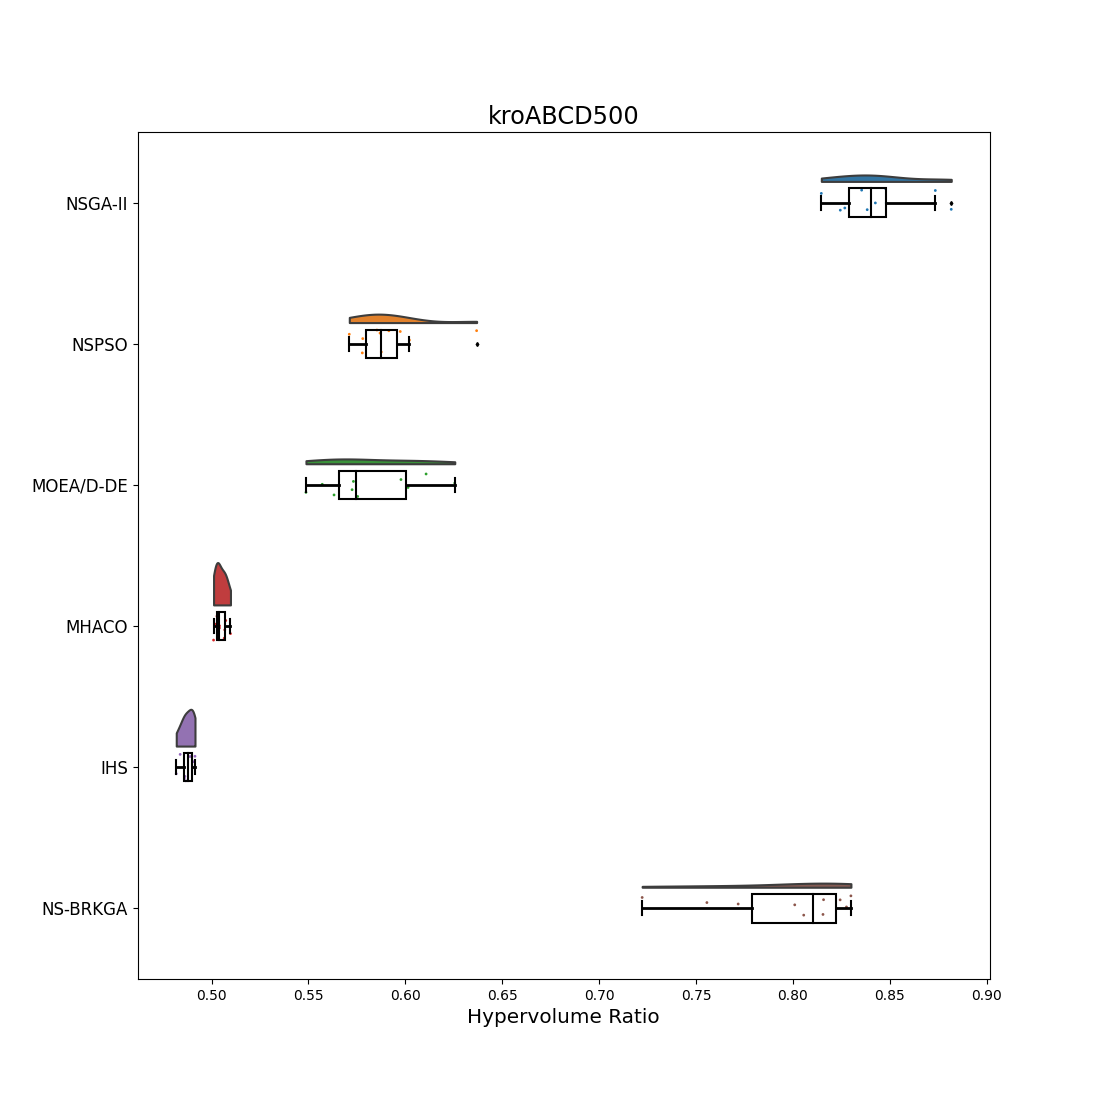 kroABCD500
NSGA-II
NSPSO
MOEA/D-DE
MHACO
IHS
NS-BRKGA
0.50 0.55 0.60 0.65 0.70 0.75 0.80 0.85 0.90
Hypervolume Ratio